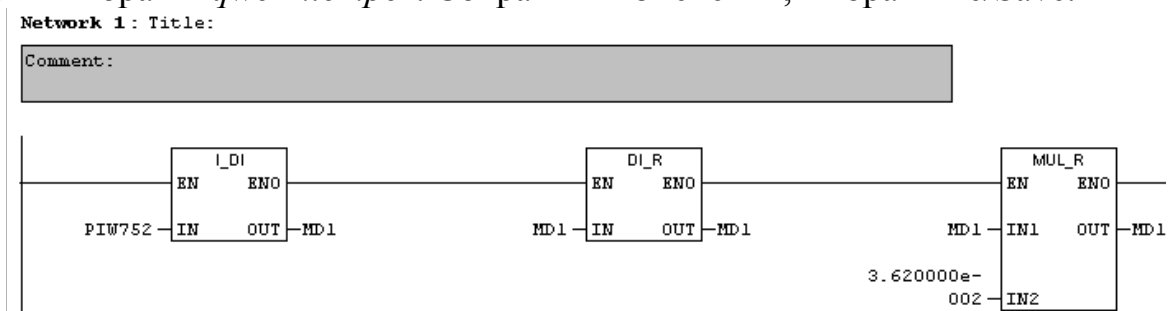 Network 1: Title:
Comment:
I_DI DI_R MUL_R
EN ENO EN ENO EN ENO
PIW752 IN OUT MD1 MD1 IN OUT MD1 MD1 IN1 OUT MD1
3.620000e-
002 IN2